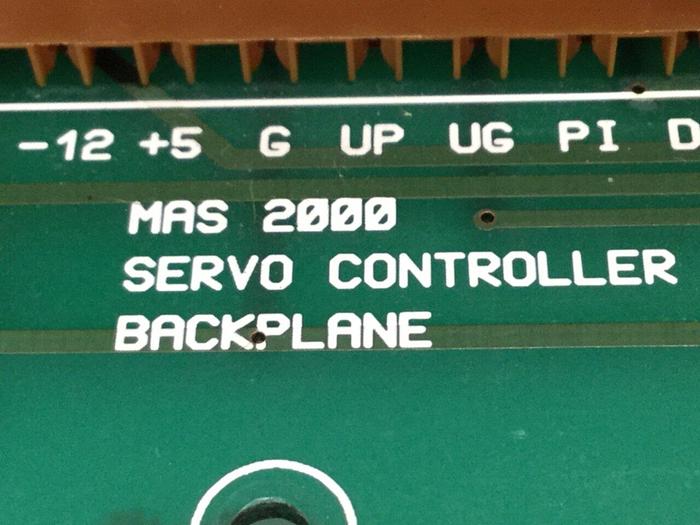 -12 +5 G UP UG PI D
MAS 2000
SERVO CONTROLLER
BACKPLANE